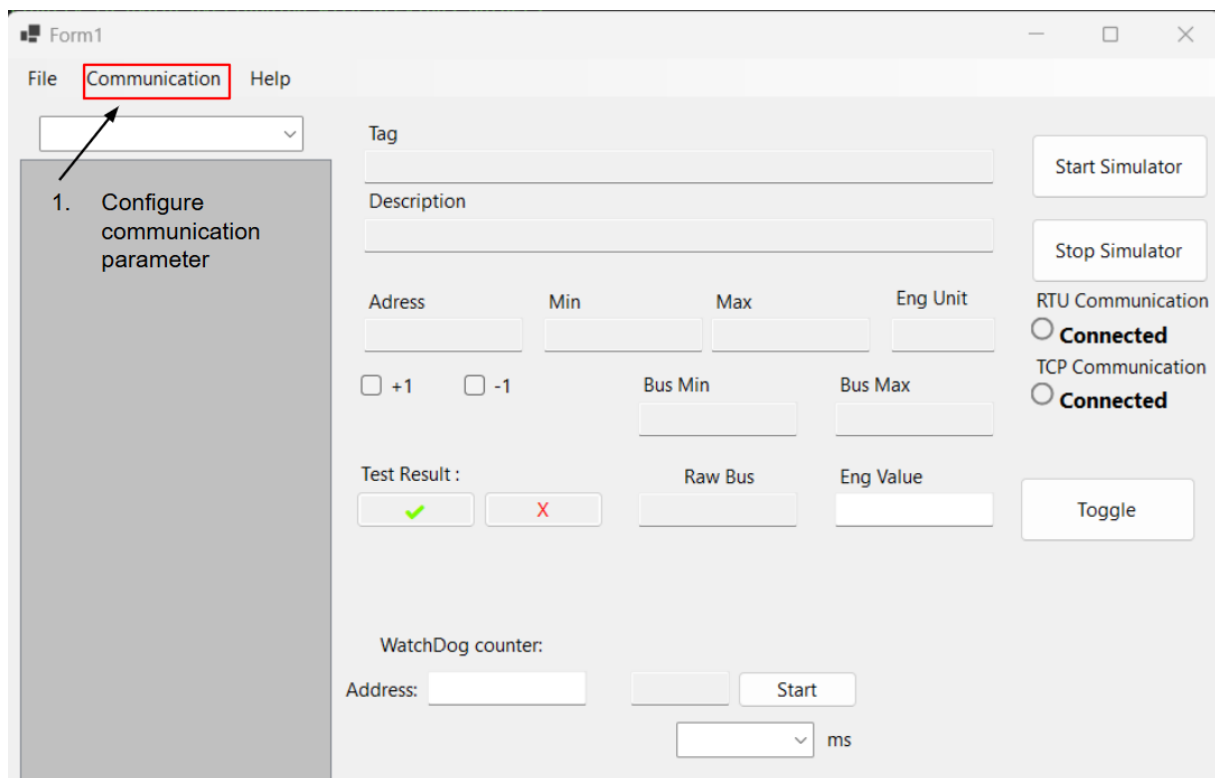 Form1
File Communication Help
1. Configure
communication
parameter
Tag
Description
Adress Min Max Eng Unit
+1 -1 Bus Min Bus Max
Test Result :
X
Raw Bus Eng Value
WatchDog counter:
Address: Start
ms
Start Simulator
Stop Simulator
RTU Communication
Connected
TCP Communication
Connected
Toggle